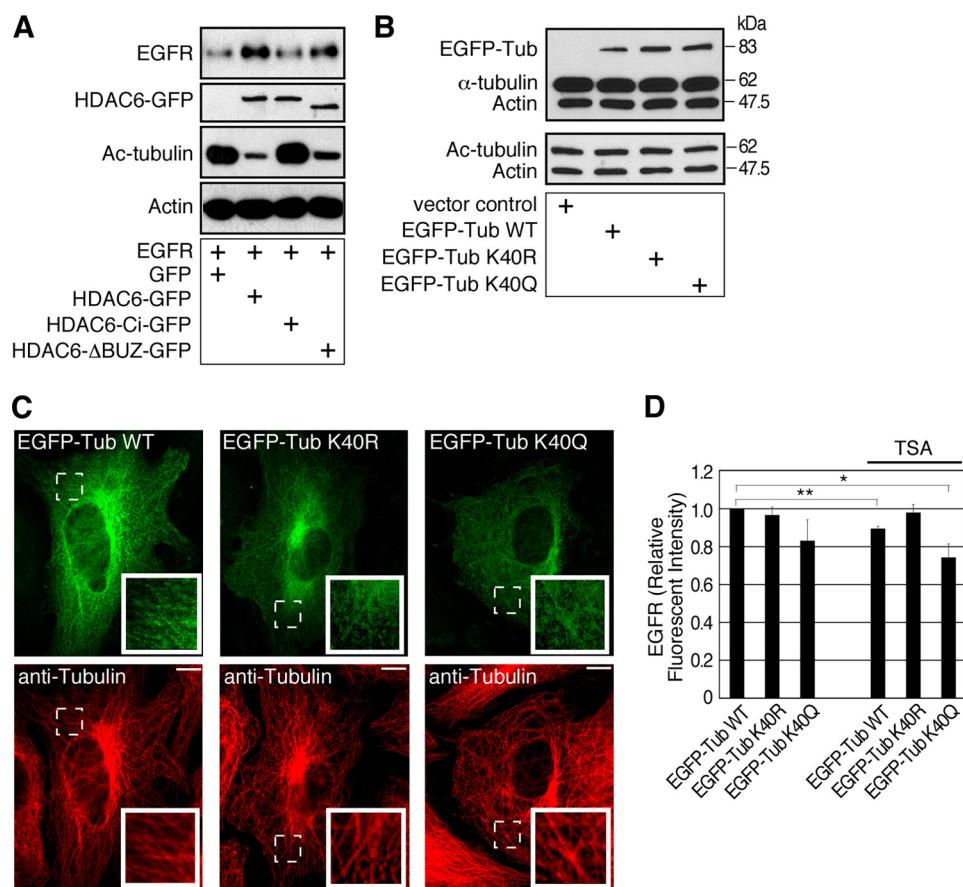 A
EGFR
HDAC6-GFP
Ac-tubulin
Actin
EGFR + + + +
GFP +
HDAC6-GFP +
HDAC6-Ci-GFP +
HDAC6-ΔBUZ-GFP +
B
kDa
EGFP-Tub 83
α-tubulin 62
Actin 47.5
Ac-tubulin 62
Actin 47.5
vector control +
EGFP-Tub WT +
EGFP-Tub K40R +
EGFP-Tub K40Q +
C
EGFP-Tub WT EGFP-Tub K40R EGFP-Tub K40Q
anti-Tubulin anti-Tubulin anti-Tubulin
D
TSA
* 
**
EGFR (Relative
Fluorescent Intensity)
1.2
1.0
0.8
0.6
0.4
0.2
0
EGFP-Tub WT
EGFP-Tub K40R
EGFP-Tub K40Q
EGFP-Tub WT
EGFP-Tub K40R
EGFP-Tub K40Q